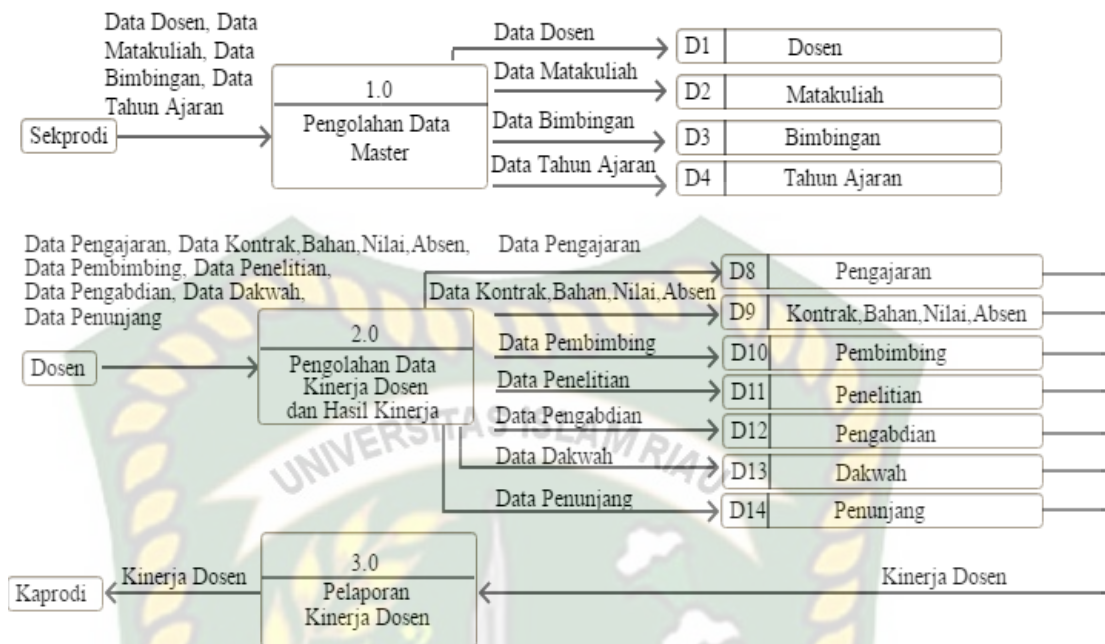 Data Dosen, Data
Matakuliah, Data
Bimbingan, Data
Tahun Ajaran
Sekprodi
1.0
Pengolahan Data
Master
Data Dosen
D1 Dosen
Data Matakuliah
D2 Matakuliah
Data Bimbingan
D3 Bimbingan
Data Tahun Ajaran
D4 Tahun Ajaran
Data Pengajaran, Data Kontrak,Bahan,Nilai,Absen,
Data Pembimbing, Data Penelitian,
Data Pengabdian, Data Dakwah,
Data Penunjang
Dosen
2.0
Pengolahan Data
Kinerja Dosen
dan Hasil Kinerja
Data Pengajaran
D8 Pengajaran
Data Kontrak,Bahan,Nilai,Absen
D9 Kontrak,Bahan,Nilai,Absen
Data Pembimbing
D10 Pembimbing
Data Penelitian
D11 Penelitian
Data Pengabdian
D12 Pengabdian
Data Dakwah
D13 Dakwah
Data Penunjang
D14 Penunjang
UNIVERSITAS ISLAM RIAU
Kaprodi
Kinerja Dosen
3.0
Pelaporan
Kinerja Dosen
Kinerja Dosen